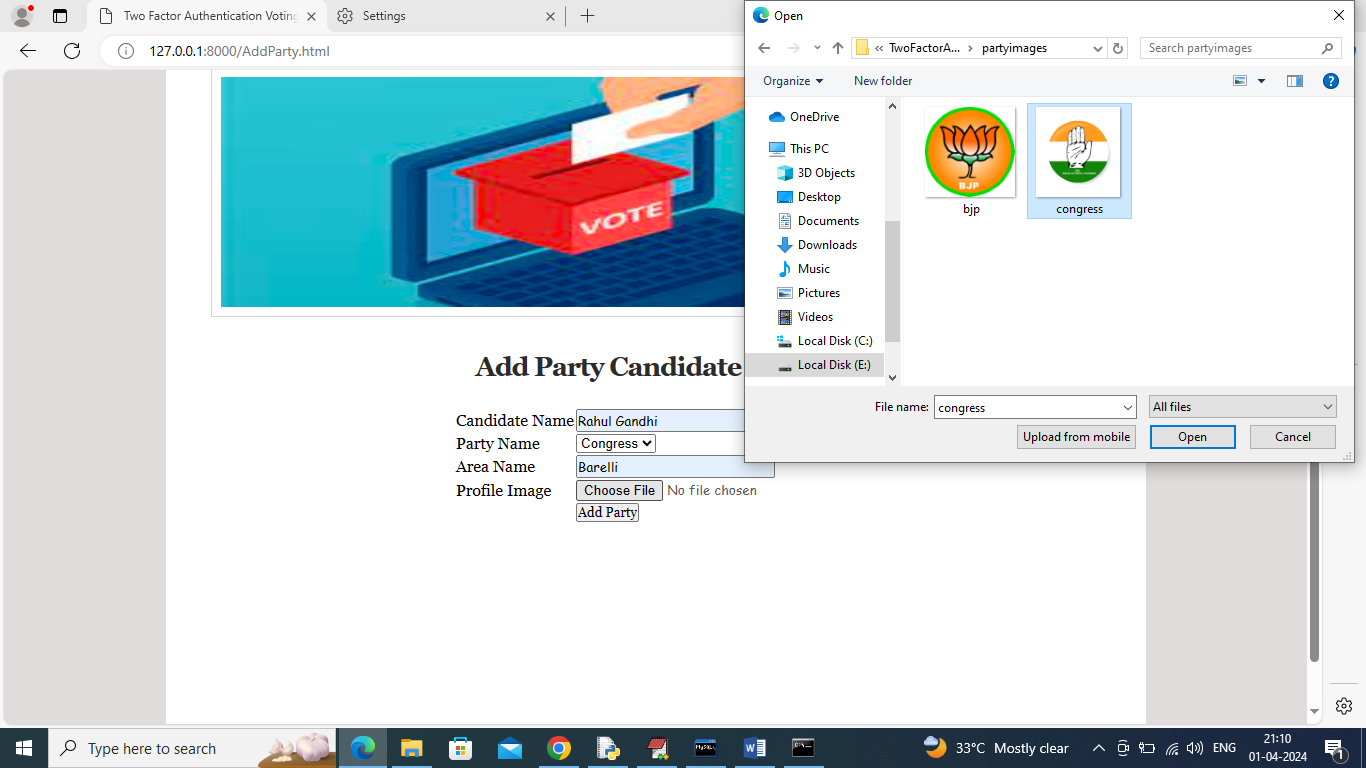 Two Factor Authentication Voting
Settings
127.0.0.1:8000/AddParty.html
VOTE
Add Party Candidate
Candidate Name Rahul Gandhi
Party Name Congress
Area Name Barelli
Profile Image Choose File No file chosen
Add Party
Open
« TwoFactorA... > partyimages
Search partyimages
Organize
New folder
OneDrive
This PC
3D Objects
Desktop
Documents
Downloads
Music
Pictures
Videos
Local Disk (C:)
Local Disk (E:)
BJP
bjp
congress
File name: congress
All files
Upload from mobile
Open
Cancel
Type here to search
33°C Mostly clear
ENG
21:10
01-04-2024
1